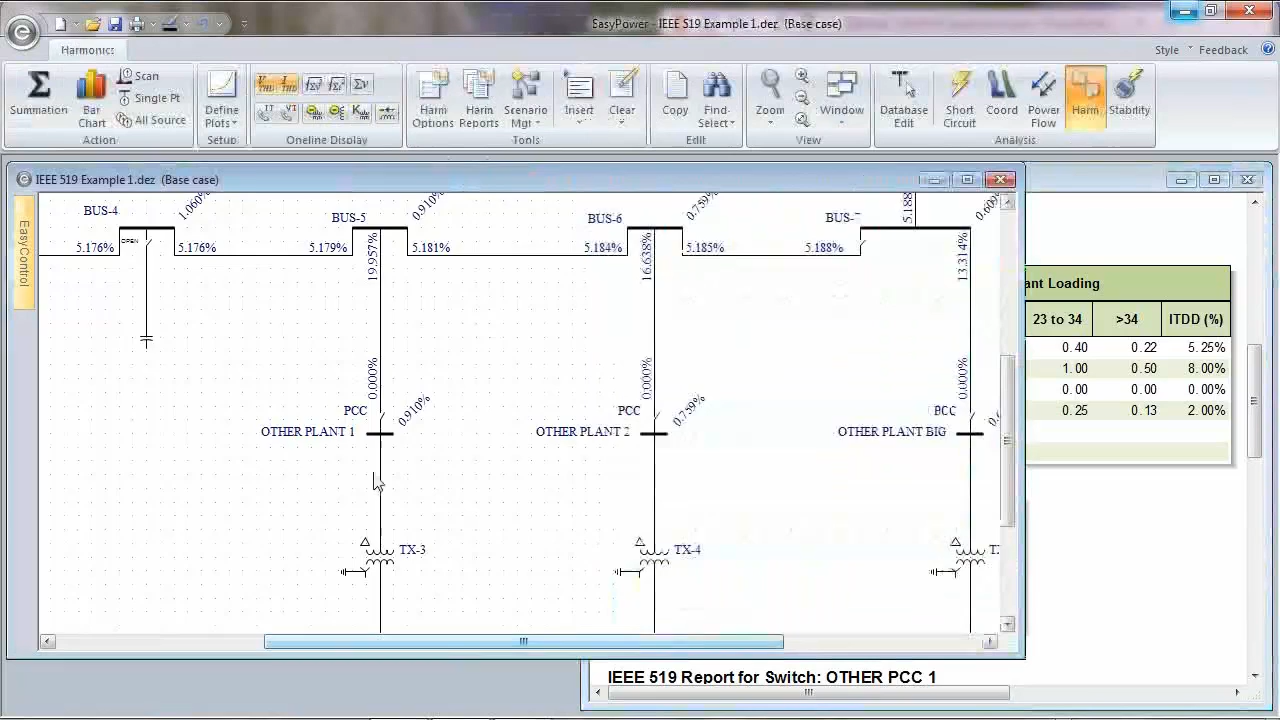 EasyPower - IEEE 519 Example 1.dez (Base case)
Harmonics
Style
Feedback
Summation
Bar Chart
Scan
Single Pt
All Source
Action
Define Plots
Setup
Oneline Display
Harm Options
Harm Reports
Scenario Mgr
Insert
Clear
Tools
Copy
Find-Select
Edit
Zoom
Window
View
Database Edit
Short Circuit
Coord
Power Flow
Harm
Stability
Analysis
IEEE 519 Example 1.dez (Base case)
EasyControl
BUS-4
1.060%
BUS-5
0.910%
BUS-6
0.759%
BUS-7
5.188
5.176%
OPEN
5.176%
5.179%
19.957%
5.181%
5.184%
16.638%
5.185%
5.188%
13.314%
0.000%
0.000%
0.000%
PCC
0.910%
PCC
0.759%
PCC
OTHER PLANT 1
OTHER PLANT 2
OTHER PLANT BIG
TX-3
TX-4
ant Loading
23 to 34 >34 ITDD (%)
0.40 0.22 5.25%
1.00 0.50 8.00%
0.00 0.00 0.00%
0.25 0.13 2.00%
IEEE 519 Report for Switch: OTHER PCC 1